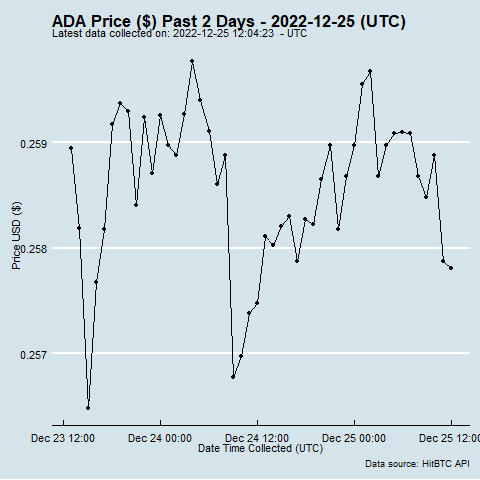 ADA Price ($) Past 2 Days - 2022-12-25 (UTC)
Latest data collected on: 2022-12-25 12:04:23  - UTC
0.259
0.258
0.257
Price USD ($)
Dec 23 12:00
Dec 24 00:00
Dec 24 12:00
Dec 25 00:00
Dec 25 12:00
Date Time Collected (UTC)
Data source: HitBTC API